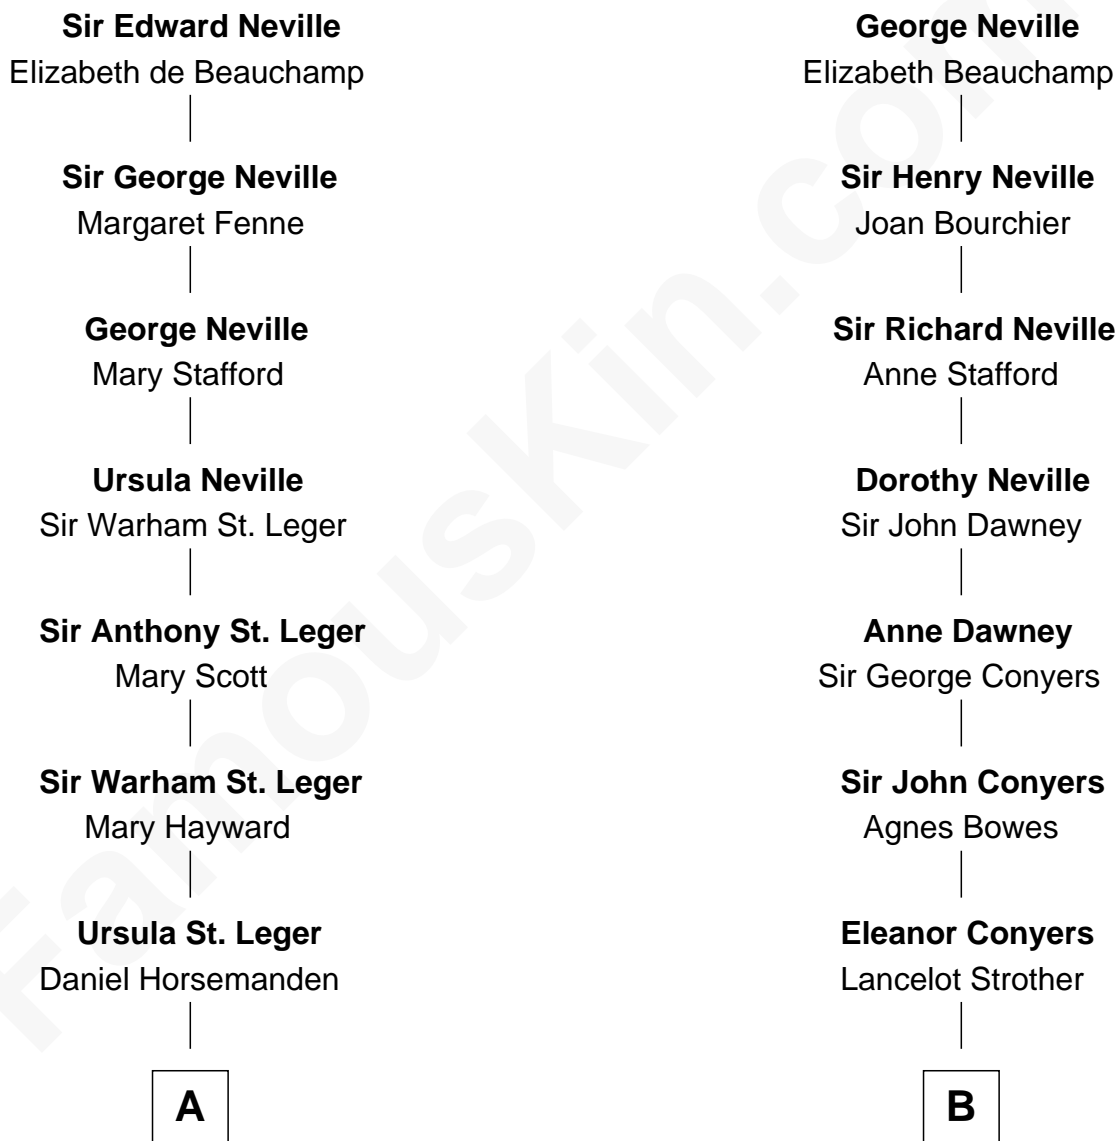 Sir Edward Neville
Elizabeth de Beauchamp
Sir George Neville
Margaret Fenne
George Neville
Mary Stafford
Ursula Neville
Sir Warham St. Leger
Sir Anthony St. Leger
Mary Scott
Sir Warham St. Leger
Mary Hayward
Ursula St. Leger
Daniel Horsemanden
A
George Neville
Elizabeth Beauchamp
Sir Henry Neville
Joan Bourchier
Sir Richard Neville
Anne Stafford
Dorothy Neville
Sir John Dawney
Anne Dawney
Sir George Conyers
Sir John Conyers
Agnes Bowes
Eleanor Conyers
Lancelot Strother
B
FamousKin.com